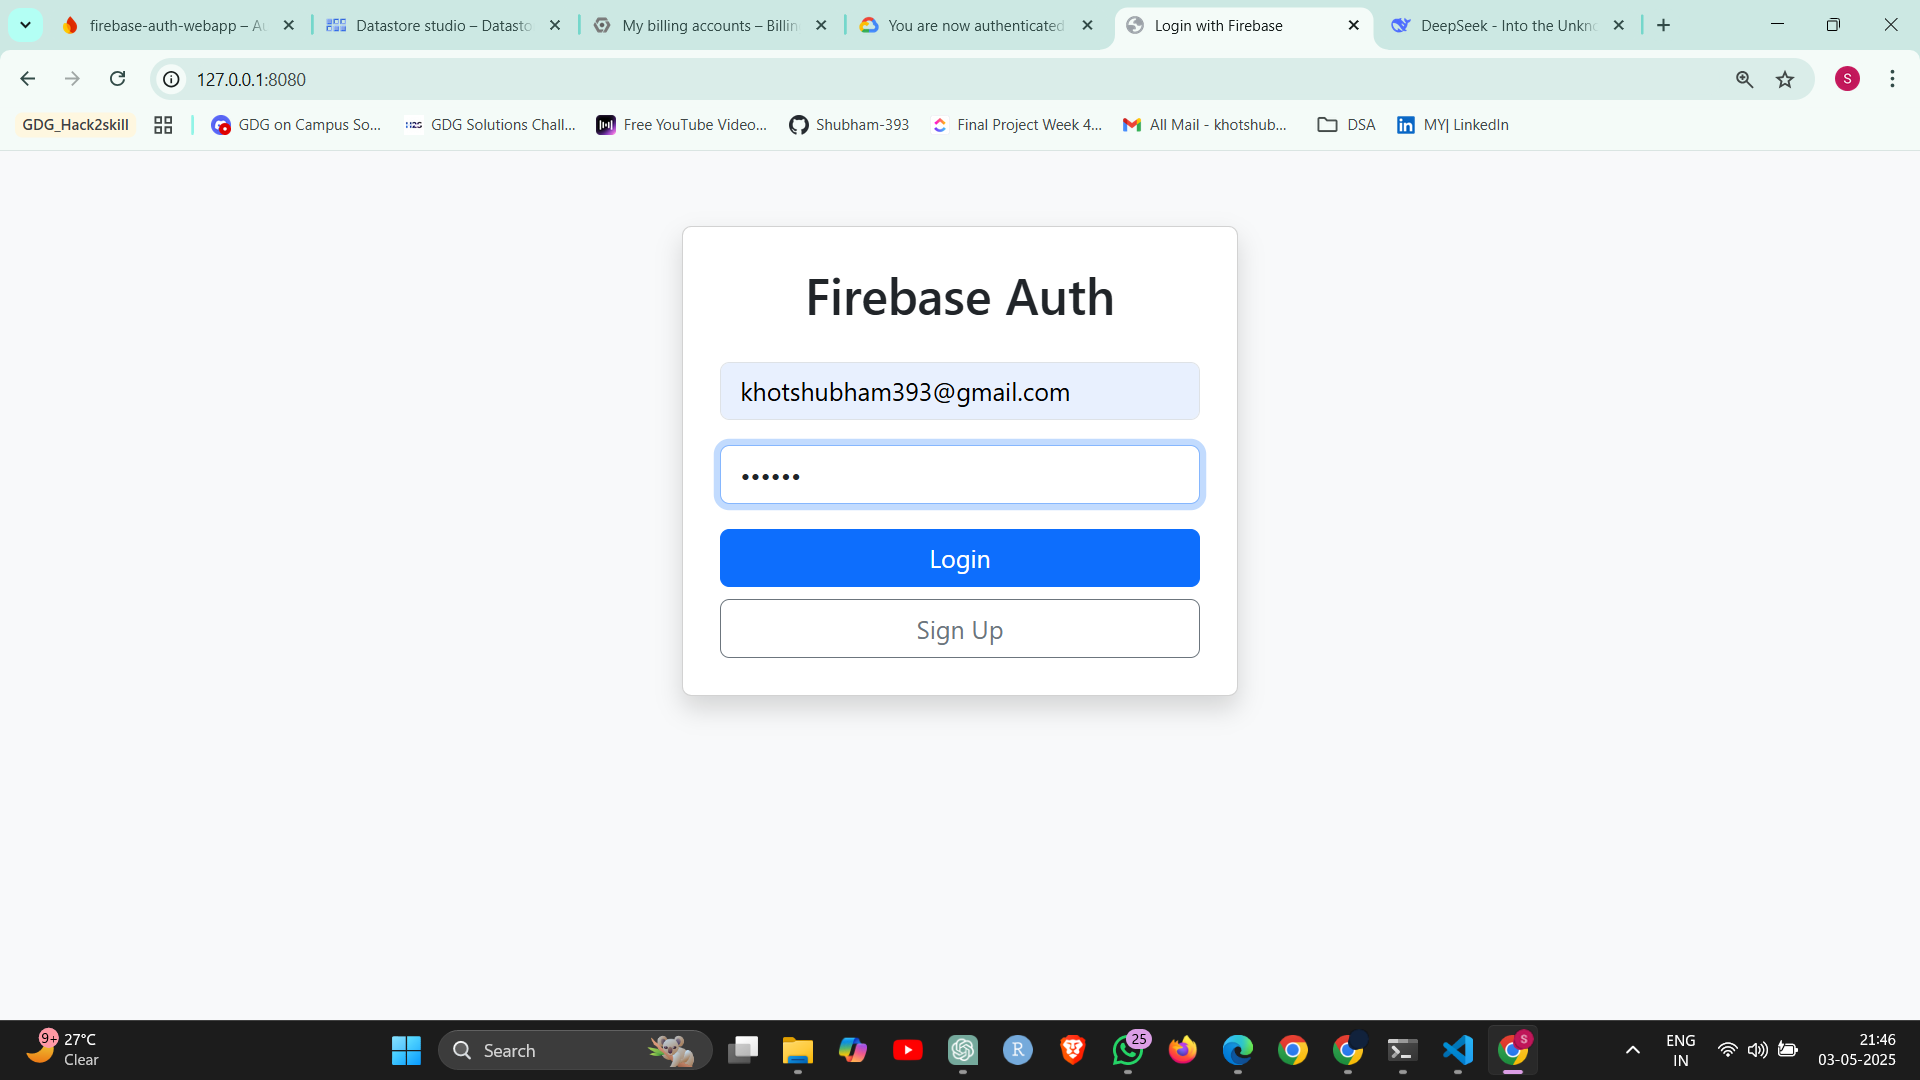 firebase-auth-webapp – Au
Datastore studio – Datasto
My billing accounts – Billin
You are now authenticated
Login with Firebase
DeepSeek - Into the Unkno
127.0.0.1:8080
S
GDG_Hack2skill
GDG on Campus So...
H2S
GDG Solutions Chall...
Free YouTube Video...
Shubham-393
Final Project Week 4...
All Mail - khotshub...
DSA
in
MY| LinkedIn
Firebase Auth
khotshubham393@gmail.com
••••••
Login
Sign Up
9+
27°C
Clear
Search
R
25
S
ENG
IN
21:46
03-05-2025